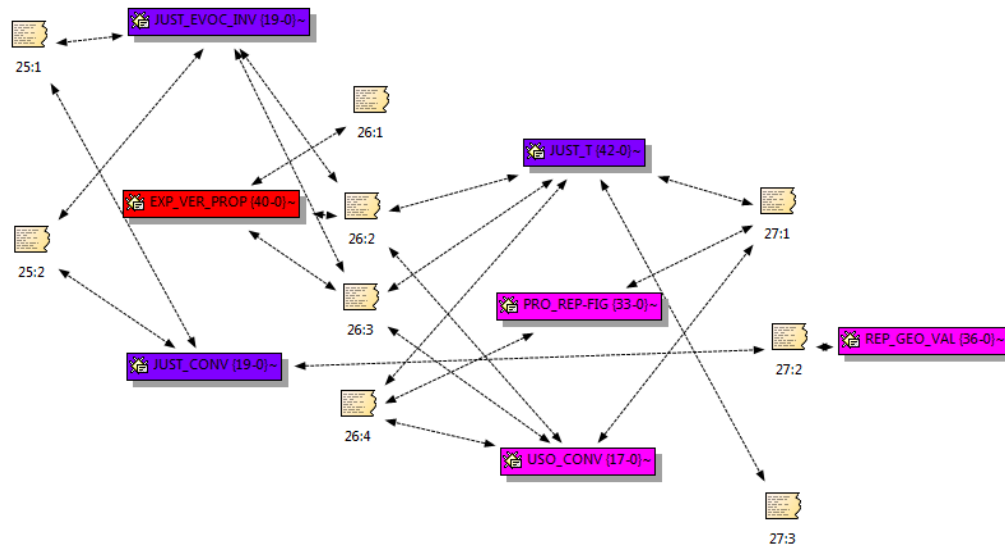 JUST_EVOC_INV {19-0}~
25:1
26:1
JUST_T {42-0}~
EXP_VER_PROP {40-0}~
26:2
27:1
25:2
PRO_REP-FIG {33-0}~
26:3
REP_GEO_VAL {36-0}~
27:2
JUST_CONV {19-0}~
26:4
USO_CONV {17-0}~
27:3